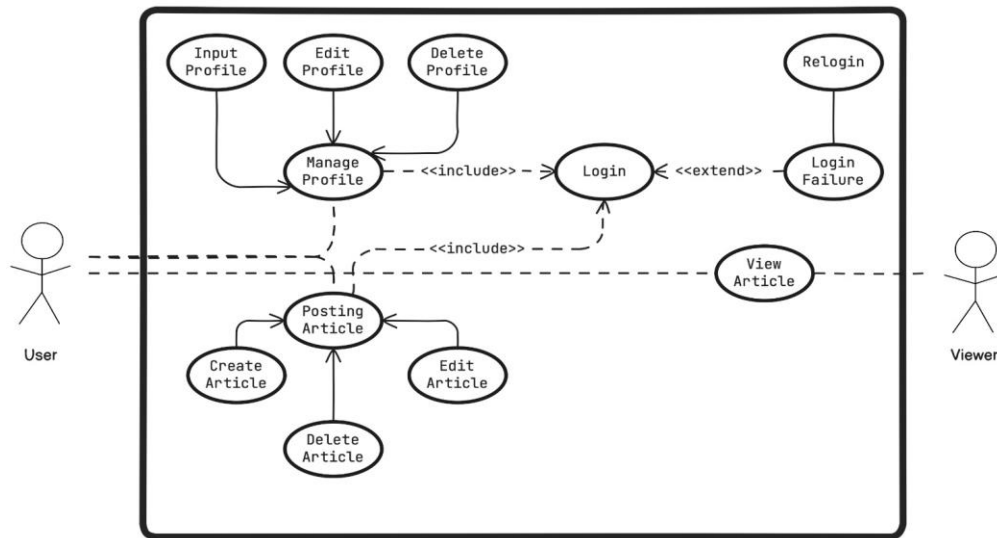 Input
Profile
Edit
Profile
Delete
Profile
Relogin
Manage
Profile
<<include>>
Login
<<extend>>
Login
Failure
<<include>>
View
Article
Posting
Article
User
Viewer
Create
Article
Edit
Article
Delete
Article